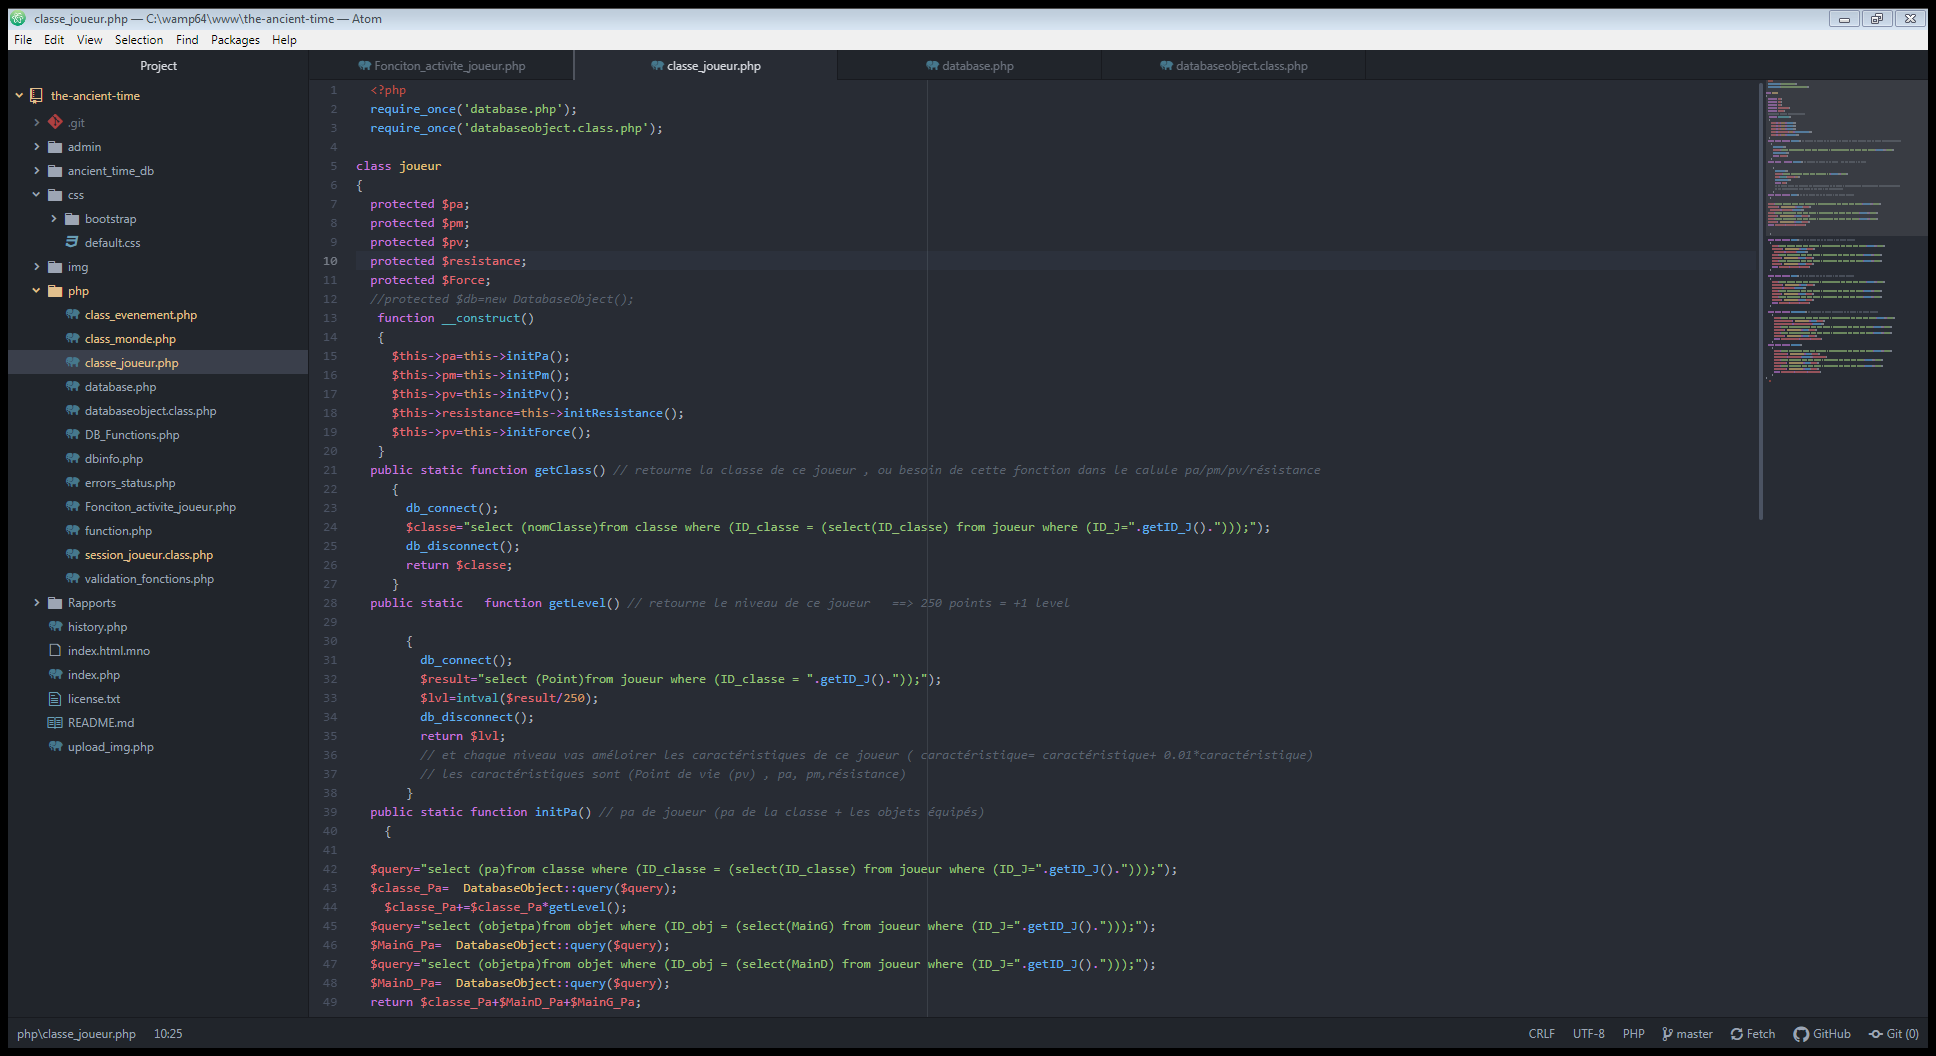 classe_joueur.php — C:\wamp64\www\the-ancient-time — Atom
File Edit View Selection Find Packages Help
Project
the-ancient-time
.git
admin
ancient_time_db
css
bootstrap
default.css
img
php
class_evenement.php
class_monde.php
classe_joueur.php
database.php
databaseobject.class.php
DB_Functions.php
dbinfo.php
errors_status.php
Fonciton_activite_joueur.php
function.php
session_joueur.class.php
validation_fonctions.php
Rapports
history.php
index.html.mno
index.php
license.txt
README.md
upload_img.php
Fonciton_activite_joueur.php classe_joueur.php database.php databaseobject.class.php
1 <?php
2 require_once('database.php');
3 require_once('databaseobject.class.php');
4
5 class joueur
6 {
7 protected $pa;
8 protected $pm;
9 protected $pv;
10 protected $resistance;
11 protected $Force;
12 //protected $db=new DatabaseObject();
13 function __construct()
14 {
15 $this->pa=this->initPa();
16 $this->pm=this->initPm();
17 $this->pv=this->initPv();
18 $this->resistance=this->initResistance();
19 $this->pv=this->initForce();
20 }
21 public static function getClass() // retourne la classe de ce joueur , ou besoin de cette fonction dans le calule pa/pm/pv/résistance
22 {
23 db_connect();
24 $classe="select (nomClasse)from classe where (ID_classe = (select(ID_classe) from joueur where (ID_J=".getID_J().")));");
25 db_disconnect();
26 return $classe;
27 }
28 public static   function getLevel() // retourne le niveau de ce joueur   ==> 250 points = +1 level
29
30 {
31 db_connect();
32 $result="select (Point)from joueur where (ID_classe = ".getID_J()."));");
33 $lvl=intval($result/250);
34 db_disconnect();
35 return $lvl;
36 // et chaque niveau vas améloirer les caractéristiques de ce joueur ( caractéristique= caractéristique+ 0.01*caractéristique)
37 // les caractéristiques sont (Point de vie (pv) , pa, pm,résistance)
38 }
39 public static function initPa() // pa de joueur (pa de la classe + les objets équipés)
40 {
41
42 $query="select (pa)from classe where (ID_classe = (select(ID_classe) from joueur where (ID_J=".getID_J().")));");
43 $classe_Pa=  DatabaseObject::query($query);
44 $classe_Pa+=$classe_Pa*getLevel();
45 $query="select (objetpa)from objet where (ID_obj = (select(MainG) from joueur where (ID_J=".getID_J().")));");
46 $MainG_Pa=  DatabaseObject::query($query);
47 $query="select (objetpa)from objet where (ID_obj = (select(MainD) from joueur where (ID_J=".getID_J().")));");
48 $MainD_Pa=  DatabaseObject::query($query);
49 return $classe_Pa+$MainD_Pa+$MainG_Pa;
php\classe_joueur.php 10:25 CRLF UTF-8 PHP master Fetch GitHub Git (0)